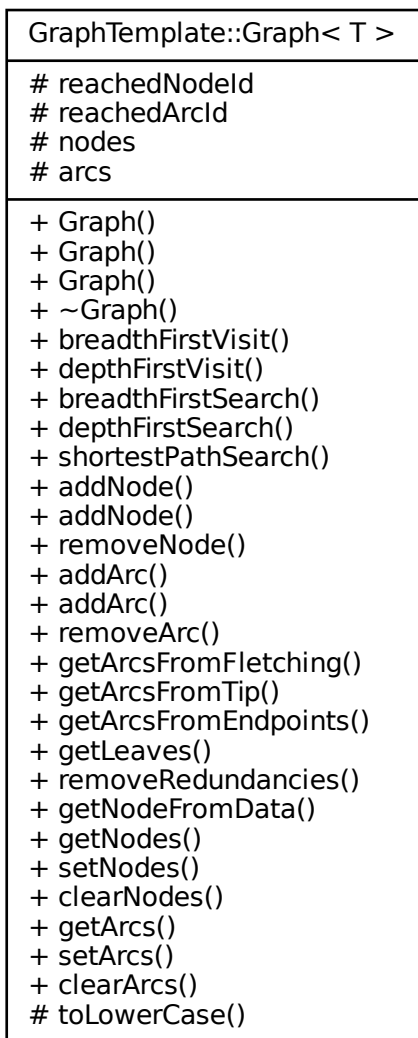 GraphTemplate::Graph< T >
# reachedNodeId
# reachedArcId
# nodes
# arcs
+ Graph()
+ Graph()
+ Graph()
+ ~Graph()
+ breadthFirstVisit()
+ depthFirstVisit()
+ breadthFirstSearch()
+ depthFirstSearch()
+ shortestPathSearch()
+ addNode()
+ addNode()
+ removeNode()
+ addArc()
+ addArc()
+ removeArc()
+ getArcsFromFletching()
+ getArcsFromTip()
+ getArcsFromEndpoints()
+ getLeaves()
+ removeRedundancies()
+ getNodeFromData()
+ getNodes()
+ setNodes()
+ clearNodes()
+ getArcs()
+ setArcs()
+ clearArcs()
# toLowerCase()